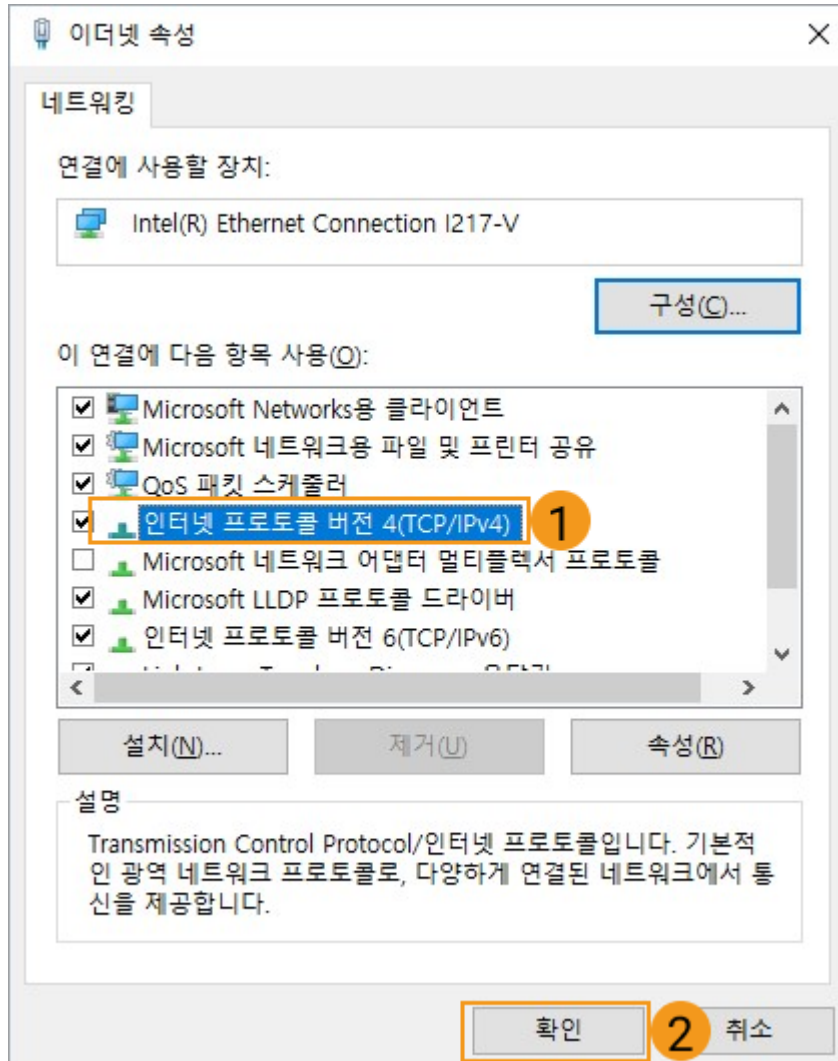 이더넷 속성
네트워킹
연결에 사용할 장치:
Intel(R) Ethernet Connection I217-V
구성(C)...
이 연결에 다음 항목 사용(O):
Microsoft Networks용 클라이언트
Microsoft 네트워크용 파일 및 프린터 공유
QoS 패킷 스케줄러
인터넷 프로토콜 버전 4(TCP/IPv4) 1
Microsoft 네트워크 어댑터 멀티플렉서 프로토콜
Microsoft LLDP 프로토콜 드라이버
인터넷 프로토콜 버전 6(TCP/IPv6)
설치(N)... 제거(U) 속성(R)
설명
Transmission Control Protocol/인터넷 프로토콜입니다. 기본적
인 광역 네트워크 프로토콜로, 다양하게 연결된 네트워크에서 통
신을 제공합니다.
확인 2 취소